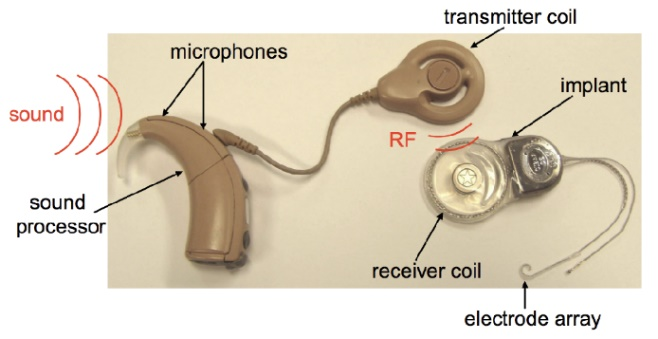 transmitter coil
microphones
implant
sound
RF
sound
processor
receiver coil
electrode array